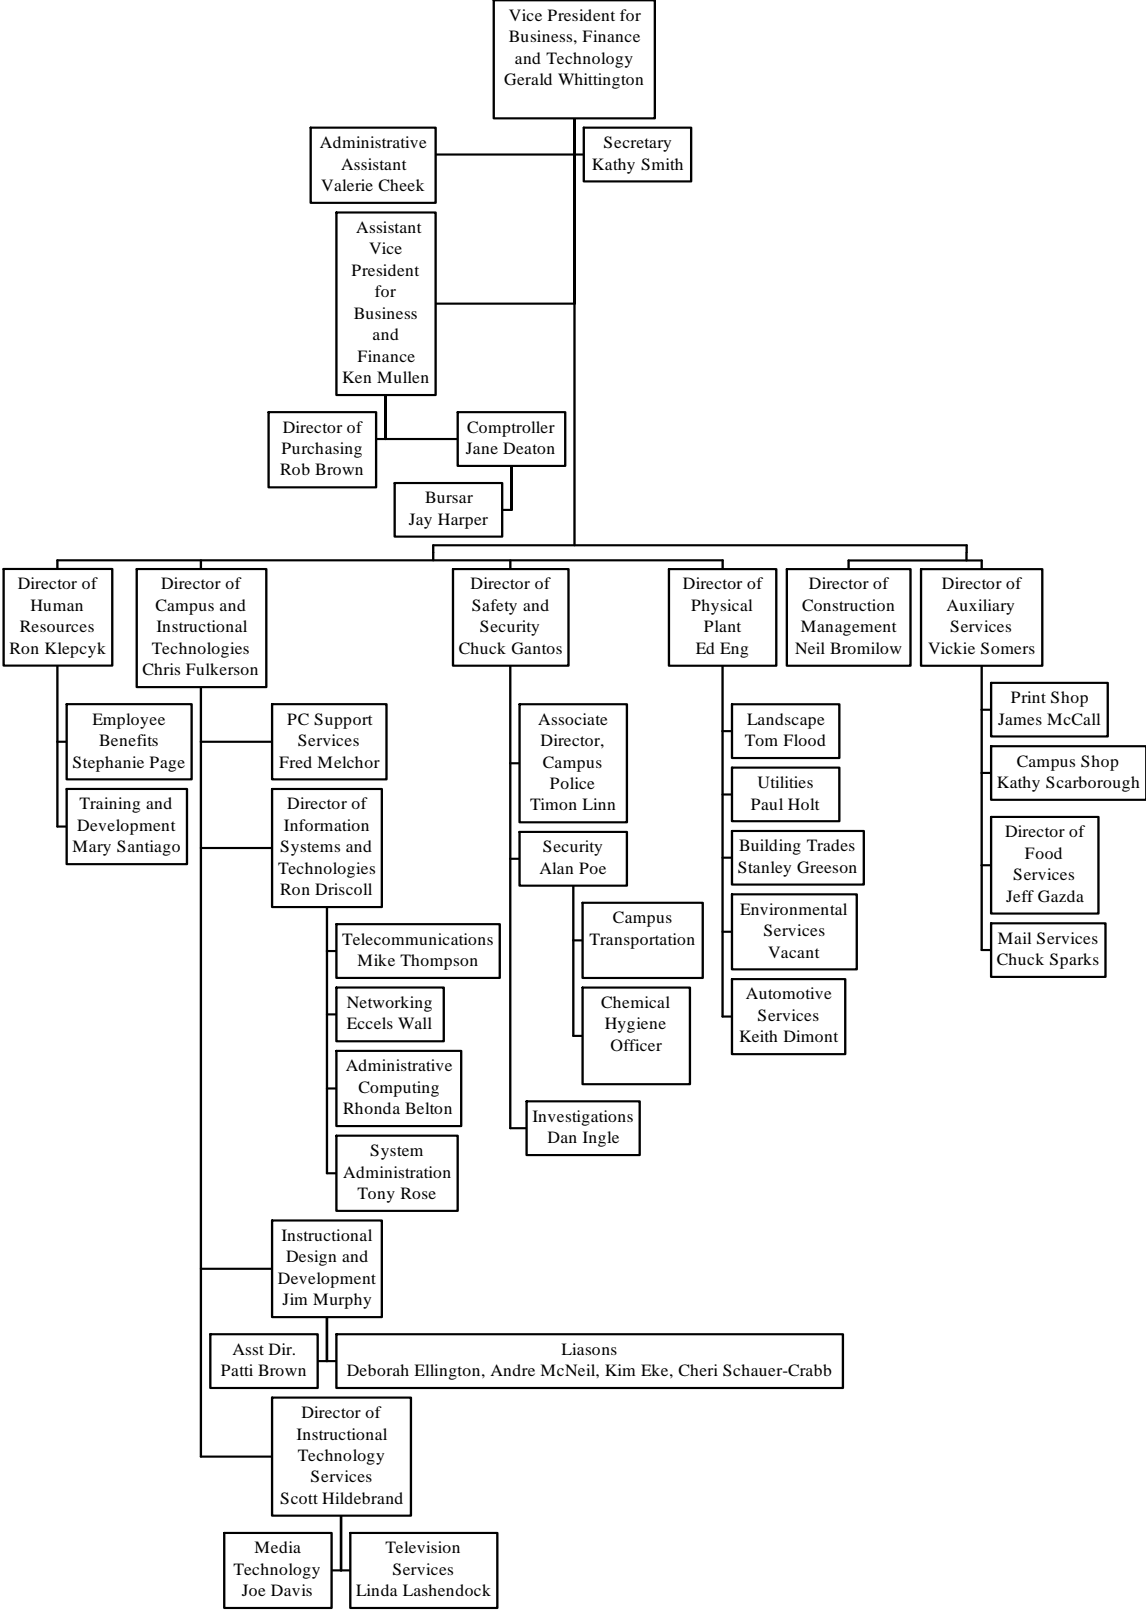 Vice President for
Business, Finance
and Technology
Gerald Whittington
Administrative
Assistant
Valerie Cheek
Secretary
Kathy Smith
Assistant
Vice
President
for
Business
and
Finance
Ken Mullen
Director of
Purchasing
Rob Brown
Comptroller
Jane Deaton
Bursar
Jay Harper
Director of
Human
Resources
Ron Klepcyk
Director of
Campus and
Instructional
Technologies
Chris Fulkerson
Director of
Safety and
Security
Chuck Gantos
Director of
Physical
Plant
Ed Eng
Director of
Construction
Management
Neil Bromilow
Director of
Auxiliary
Services
Vickie Somers
Employee
Benefits
Stephanie Page
Training and
Development
Mary Santiago
PC Support
Services
Fred Melchor
Director of
Information
Systems and
Technologies
Ron Driscoll
Telecommunications
Mike Thompson
Networking
Eccels Wall
Administrative
Computing
Rhonda Belton
System
Administration
Tony Rose
Instructional
Design and
Development
Jim Murphy
Asst Dir.
Patti Brown
Liasons
Deborah Ellington, Andre McNeil, Kim Eke, Cheri Schauer-Crabb
Director of
Instructional
Technology
Services
Scott Hildebrand
Media
Technology
Joe Davis
Television
Services
Linda Lashendock
Associate
Director,
Campus
Police
Timon Linn
Security
Alan Poe
Campus
Transportation
Chemical
Hygiene
Officer
Investigations
Dan Ingle
Landscape
Tom Flood
Utilities
Paul Holt
Building Trades
Stanley Greeson
Environmental
Services
Vacant
Automotive
Services
Keith Dimont
Print Shop
James McCall
Campus Shop
Kathy Scarborough
Director of
Food
Services
Jeff Gazda
Mail Services
Chuck Sparks